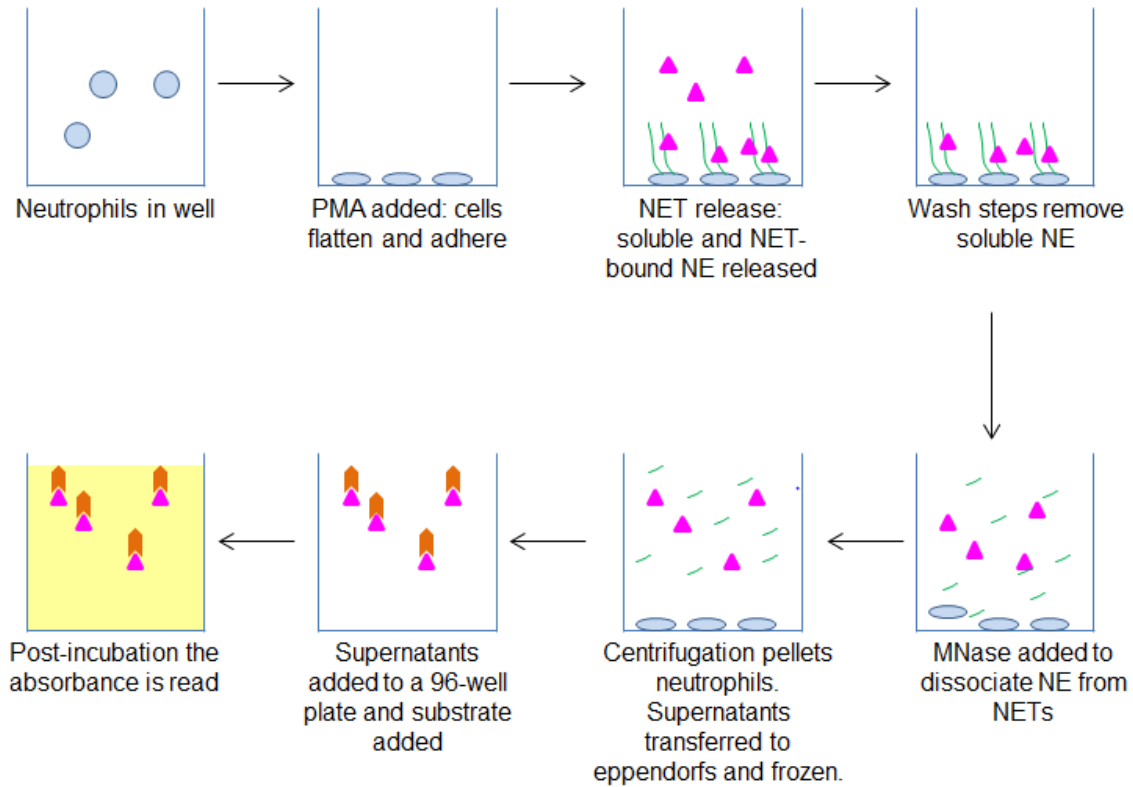 Neutrophils in well
PMA added: cells
flatten and adhere
NET release:
soluble and NET-
bound NE released
Wash steps remove
soluble NE
Post-incubation the
absorbance is read
Supernatants
added to a 96-well
plate and substrate
added
Centrifugation pellets
neutrophils.
Supernatants
transferred to
eppendorfs and frozen.
MNase added to
dissociate NE from
NETs